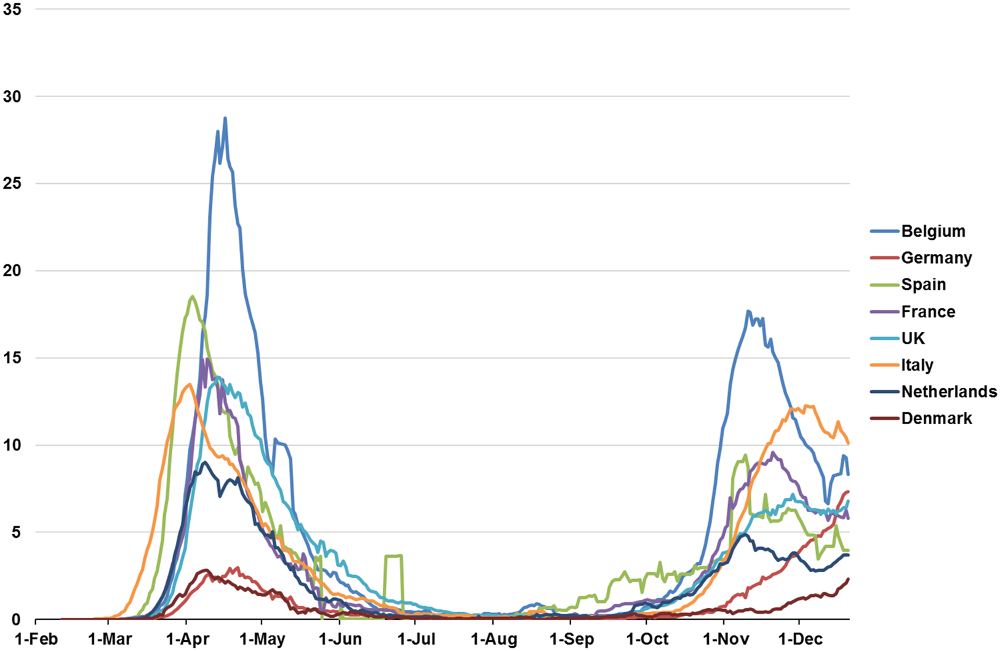 35
30
25
20
15
10
5
0
1-Feb 1-Mar 1-Apr 1-May 1-Jun 1-Jul 1-Aug 1-Sep 1-Oct 1-Nov 1-Dec
Belgium
Germany
Spain
France
UK
Italy
Netherlands
Denmark